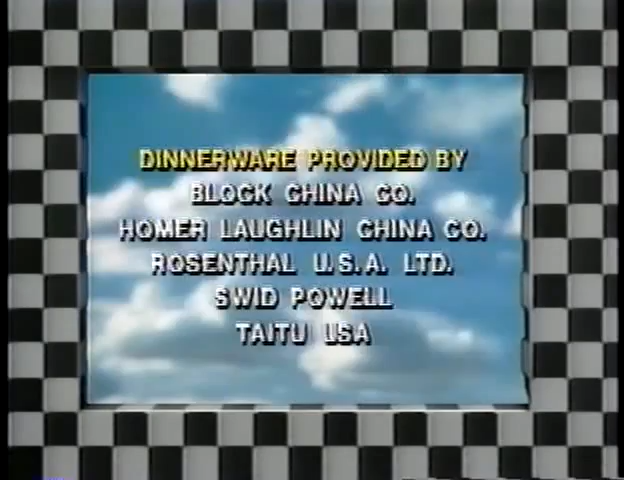 DINNERWARE PROVIDED BY
BLOCK CHINA CO.
HOMER LAUGHLIN CHINA CO.
ROSENTHAL U.S.A. LTD.
SWID POWELL
TAITU USA